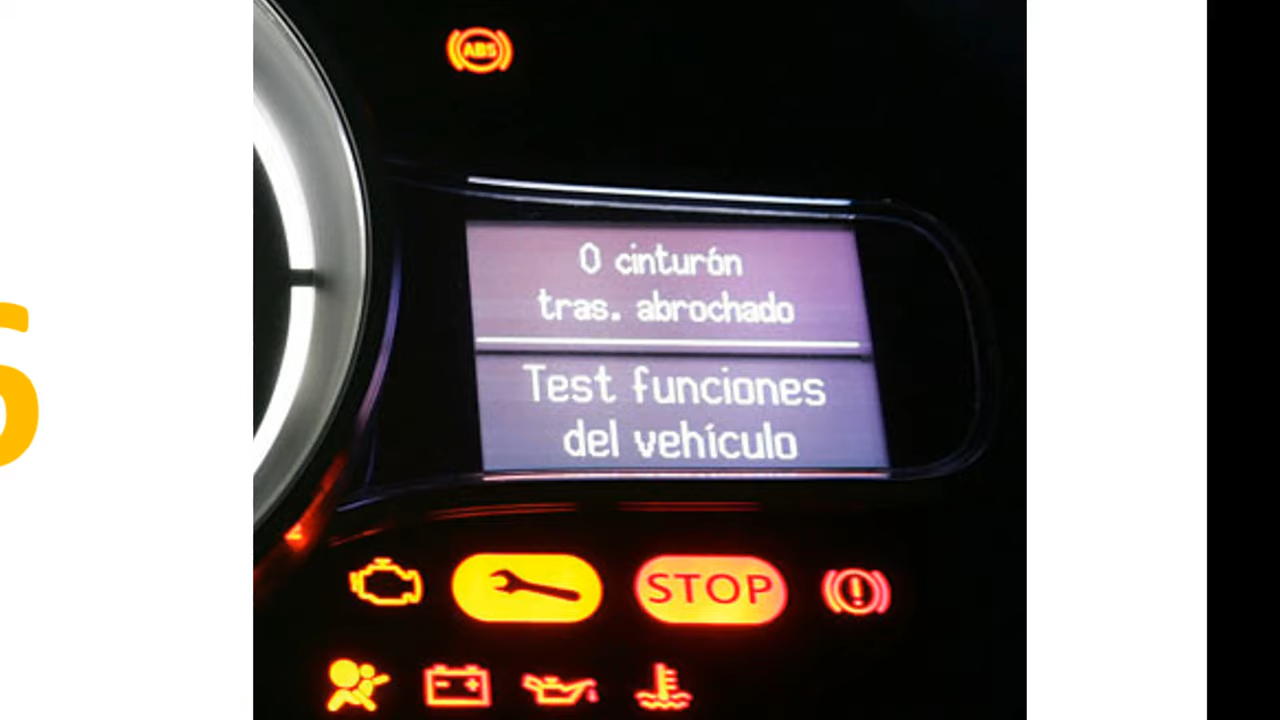 ABS
0 cinturón
tras. abrochado
Test funciones
del vehículo
STOP